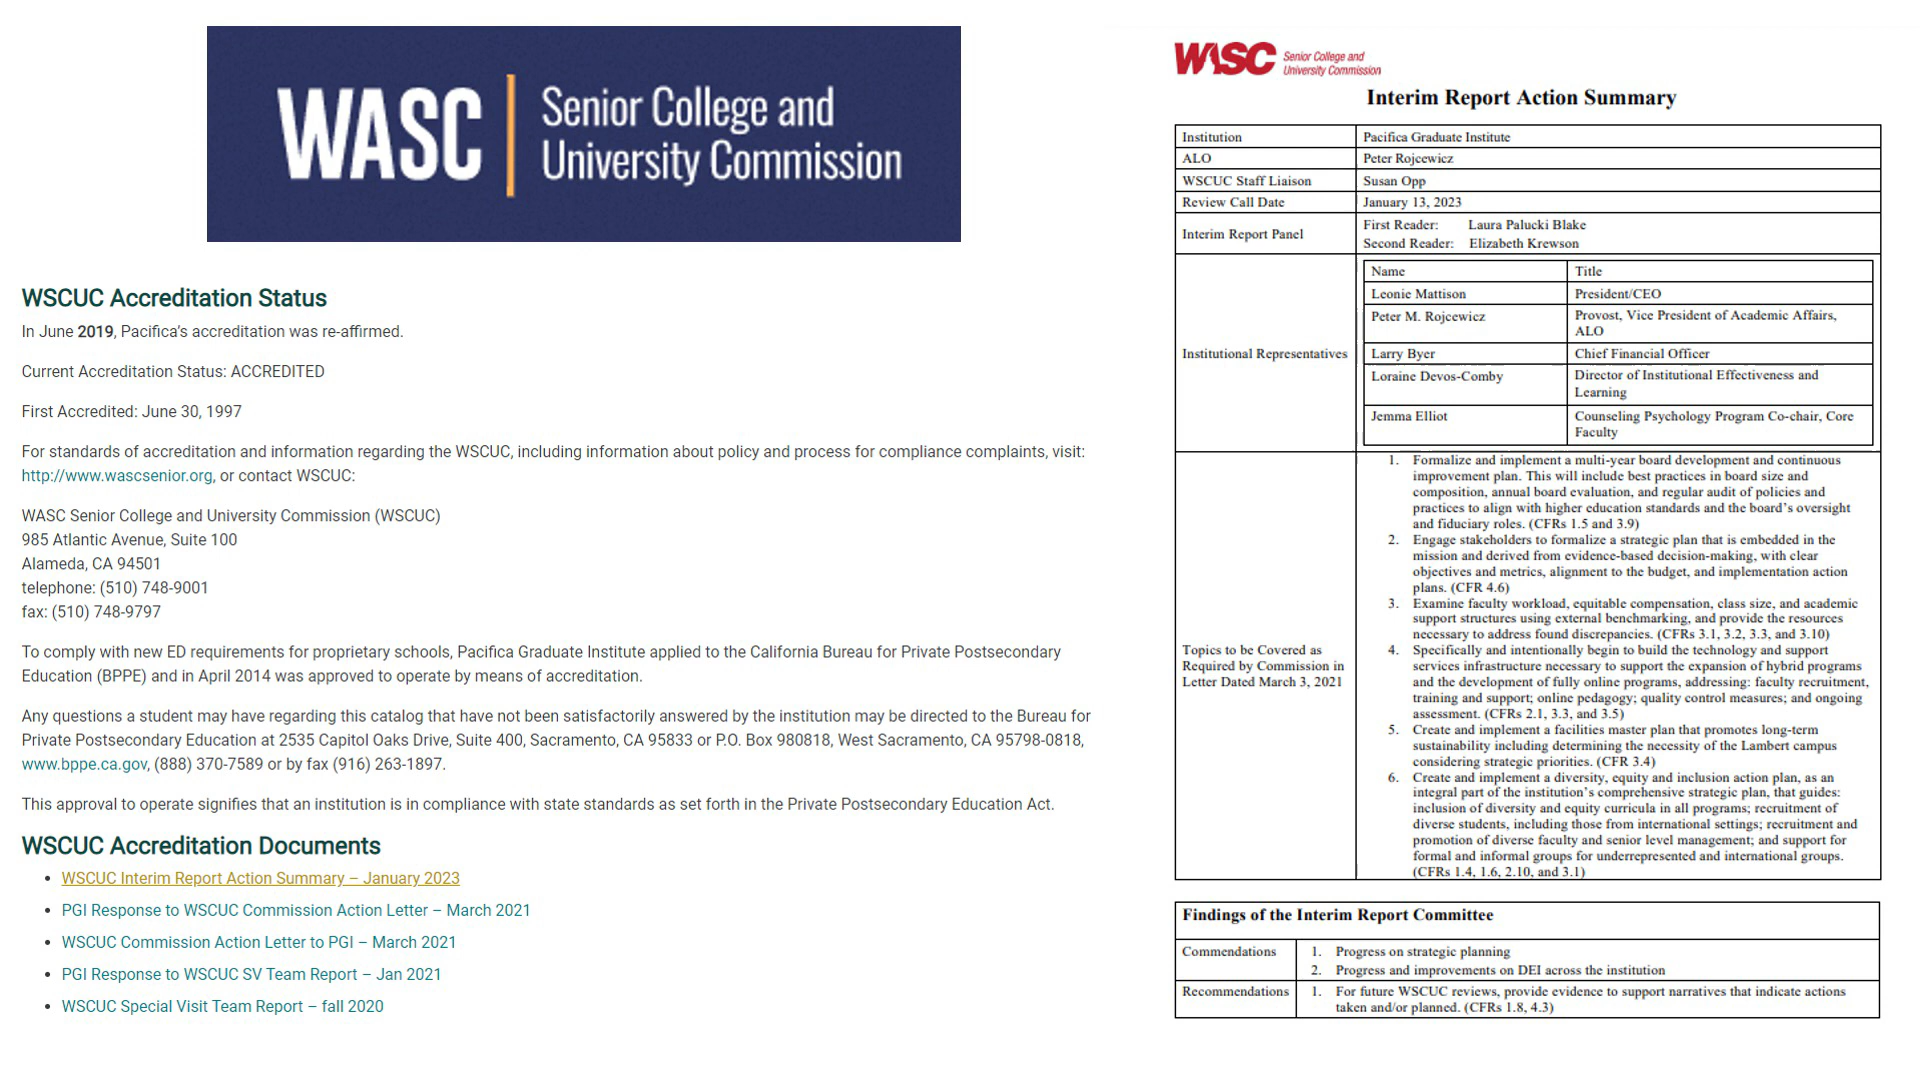 WASC
Senior College and
University Commission
WSCUC Accreditation Status
In June 2019, Pacifica's accreditation was re-affirmed.
Current Accreditation Status: ACCREDITED
First Accredited: June 30, 1997
For standards of accreditation and information regarding the WSCUC, including information about policy and process for compliance complaints, visit:
http://www.wascsenior.org, or contact WSCUC:
WASC Senior College and University Commission (WSCUC)
985 Atlantic Avenue, Suite 100
Alameda, CA 94501
telephone: (510) 748-9001
fax: (510) 748-9797
To comply with new ED requirements for proprietary schools, Pacifica Graduate Institute applied to the California Bureau for Private Postsecondary
Education (BPPE) and in April 2014 was approved to operate by means of accreditation.
Any questions a student may have regarding this catalog that have not been satisfactorily answered by the institution may be directed to the Bureau for
Private Postsecondary Education at 2535 Capitol Oaks Drive, Suite 400, Sacramento, CA 95833 or P.O. Box 980818, West Sacramento, CA 95798-0818,
www.bppe.ca.gov, (888) 370-7589 or by fax (916) 263-1897.
This approval to operate signifies that an institution is in compliance with state standards as set forth in the Private Postsecondary Education Act.
WSCUC Accreditation Documents
• WSCUC Interim Report Action Summary – January 2023
• PGI Response to WSCUC Commission Action Letter – March 2021
• WSCUC Commission Action Letter to PGI – March 2021
• PGI Response to WSCUC SV Team Report – Jan 2021
• WSCUC Special Visit Team Report – fall 2020
WASC Senior College and
University Commission
Interim Report Action Summary
Institution Pacifica Graduate Institute
ALO Peter Rojcewicz
WSCUC Staff Liaison Susan Opp
Review Call Date January 13, 2023
Interim Report Panel
First Reader: Laura Palucki Blake
Second Reader: Elizabeth Krewson
Institutional Representatives
Name Title
Leonie Mattison President/CEO
Peter M. Rojcewicz Provost, Vice President of Academic Affairs,
ALO
Larry Byer Chief Financial Officer
Loraine Devos-Comby Director of Institutional Effectiveness and
Learning
Jemma Elliot Counseling Psychology Program Co-chair, Core
Faculty
Topics to be Covered as
Required by Commission in
Letter Dated March 3, 2021
1. Formalize and implement a multi-year board development and continuous
improvement plan. This will include best practices in board size and
composition, annual board evaluation, and regular audit of policies and
practices to align with higher education standards and the board's oversight
and fiduciary roles. (CFRs 1.5 and 3.9)
2. Engage stakeholders to formalize a strategic plan that is embedded in the
mission and derived from evidence-based decision-making, with clear
objectives and metrics, alignment to the budget, and implementation action
plans. (CFR 4.6)
3. Examine faculty workload, equitable compensation, class size, and academic
support structures using external benchmarking, and provide the resources
necessary to address found discrepancies. (CFRs 3.1, 3.2, 3.3, and 3.10)
4. Specifically and intentionally begin to build the technology and support
services infrastructure necessary to support the expansion of hybrid programs
and the development of fully online programs, addressing: faculty recruitment,
training and support; online pedagogy; quality control measures; and ongoing
assessment. (CFRs 2.1, 3.3, and 3.5)
5. Create and implement a facilities master plan that promotes long-term
sustainability including determining the necessity of the Lambert campus
considering strategic priorities. (CFR 3.4)
6. Create and implement a diversity, equity and inclusion action plan, as an
integral part of the institution's comprehensive strategic plan, that guides:
inclusion of diversity and equity curricula in all programs; recruitment of
diverse students, including those from international settings; recruitment and
promotion of diverse faculty and senior level management; and support for
formal and informal groups for underrepresented and international groups.
(CFRs 1.4, 1.6, 2.10, and 3.1)
Findings of the Interim Report Committee
Commendations 1. Progress on strategic planning
2. Progress and improvements on DEI across the institution
Recommendations 1. For future WSCUC reviews, provide evidence to support narratives that indicate actions
taken and/or planned. (CFRs 1.8, 4.3)